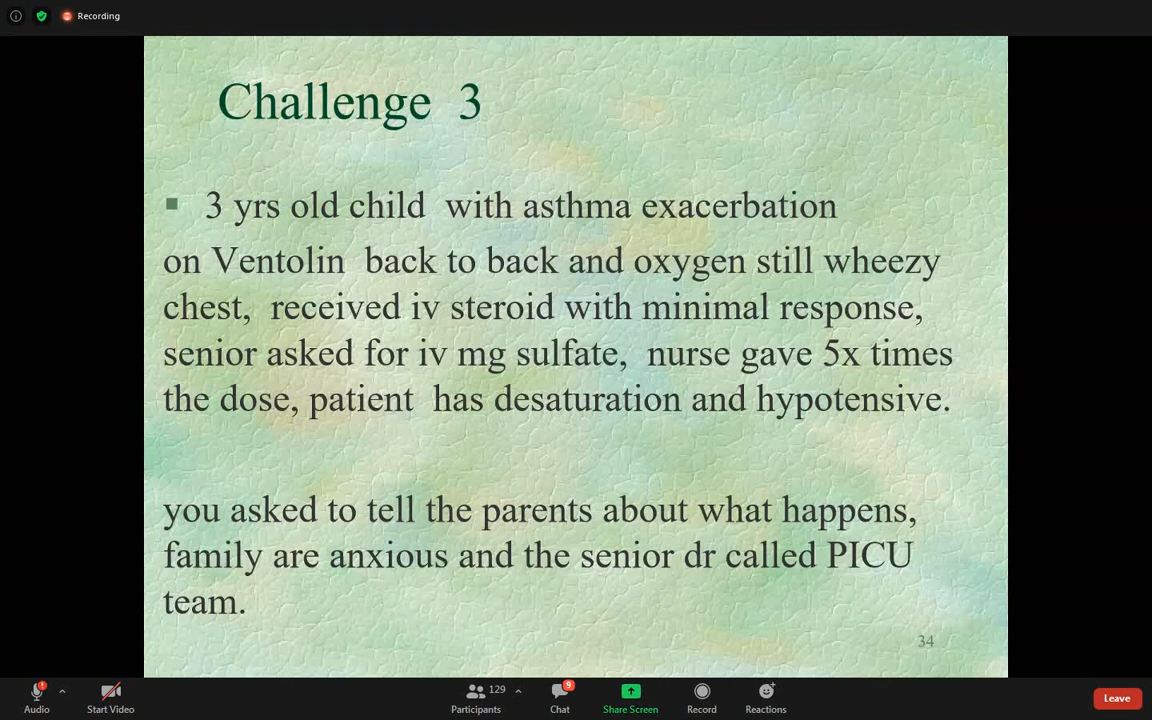 Recording
Challenge 3
3 yrs old child with asthma exacerbation
on Ventolin back to back and oxygen still wheezy
chest, received iv steroid with minimal response,
senior asked for iv mg sulfate, nurse gave 5x times
the dose, patient has desaturation and hypotensive.
you asked to tell the parents about what happens,
family are anxious and the senior dr called PICU
team.
34
Audio
Start Video
129
Participants
9
Chat
Share Screen
Record
Reactions
Leave